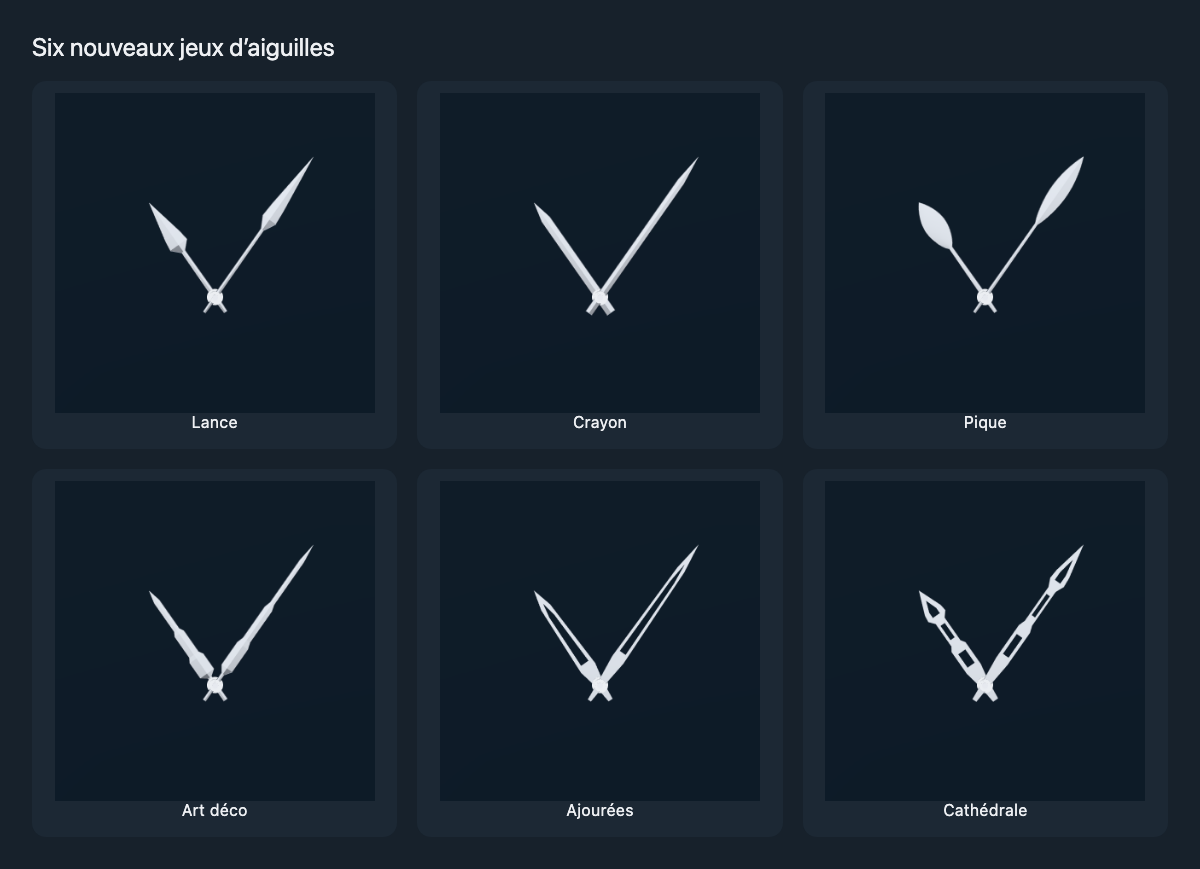 Six nouveaux jeux d’aiguilles
Lance
Crayon
Pique
Art déco
Ajourées
Cathédrale